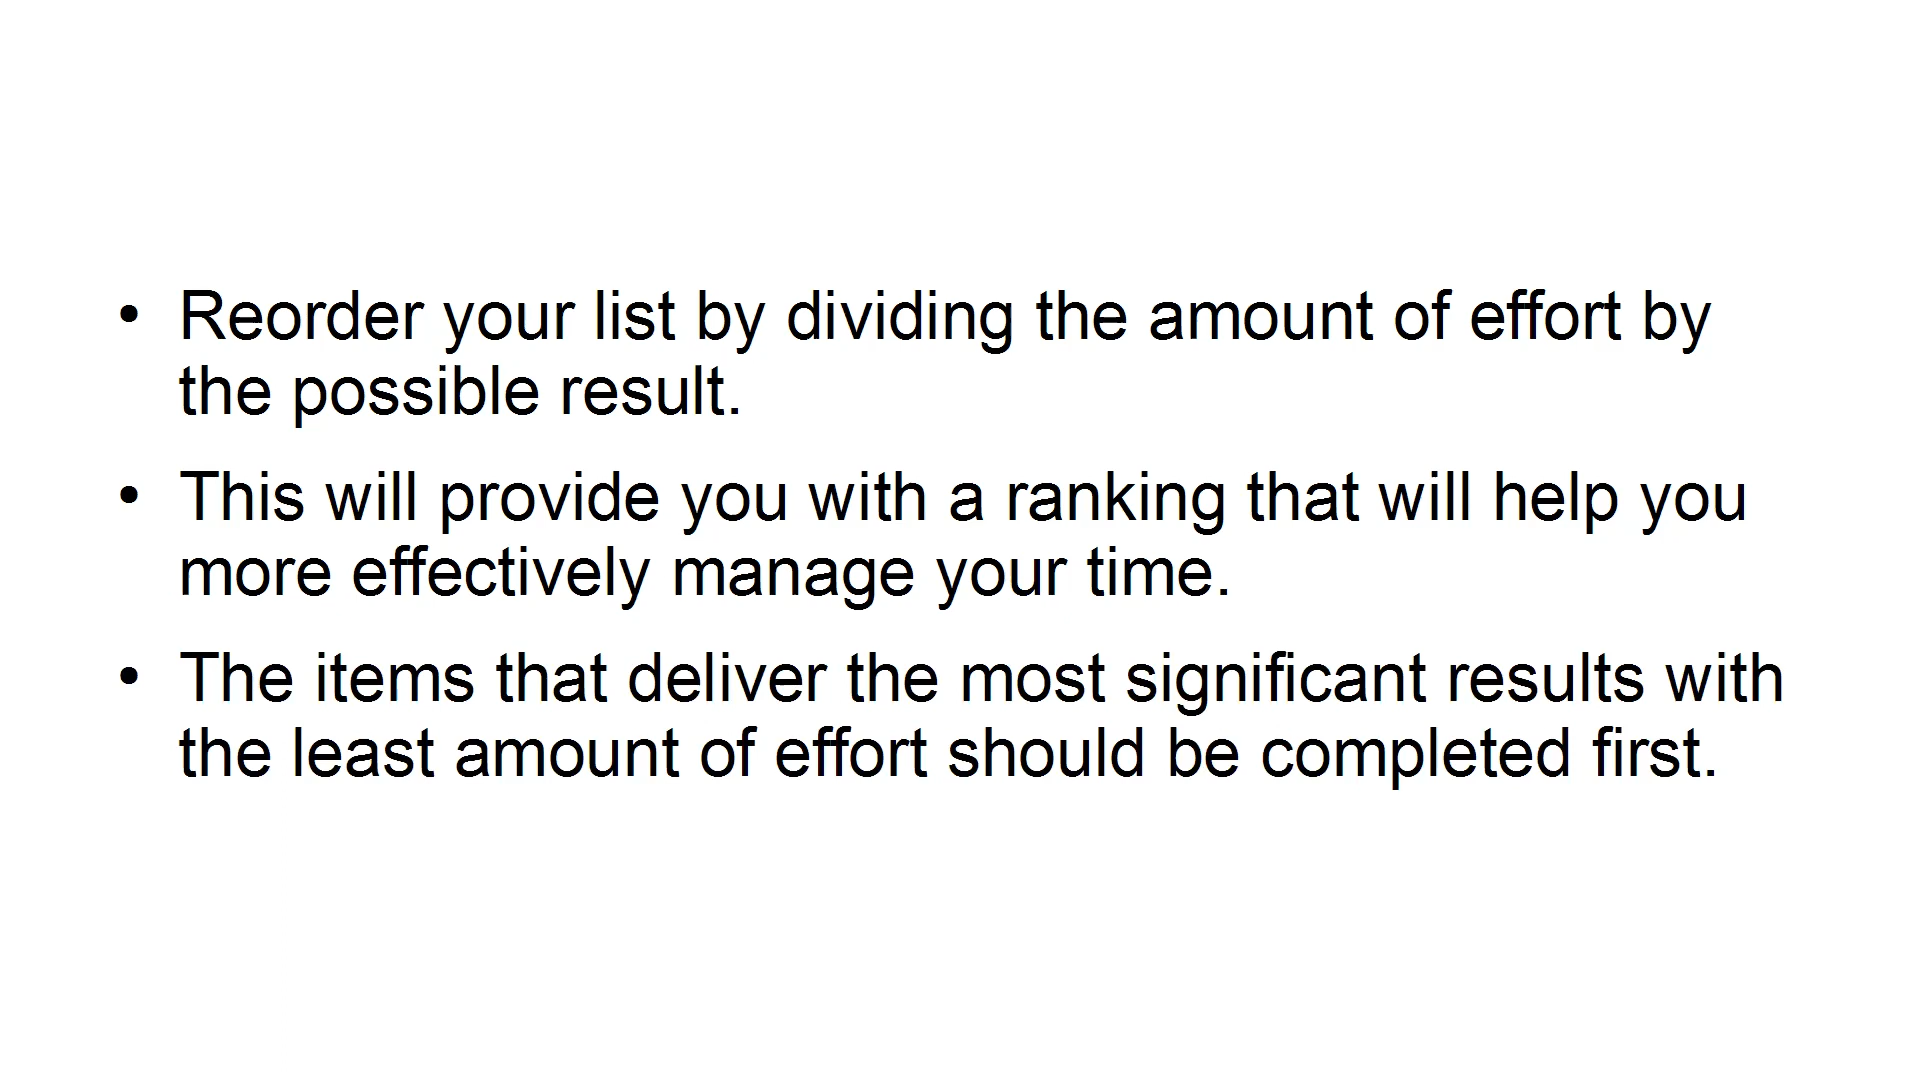 • Reorder your list by dividing the amount of effort by
the possible result.
• This will provide you with a ranking that will help you
more effectively manage your time.
• The items that deliver the most significant results with
the least amount of effort should be completed first.